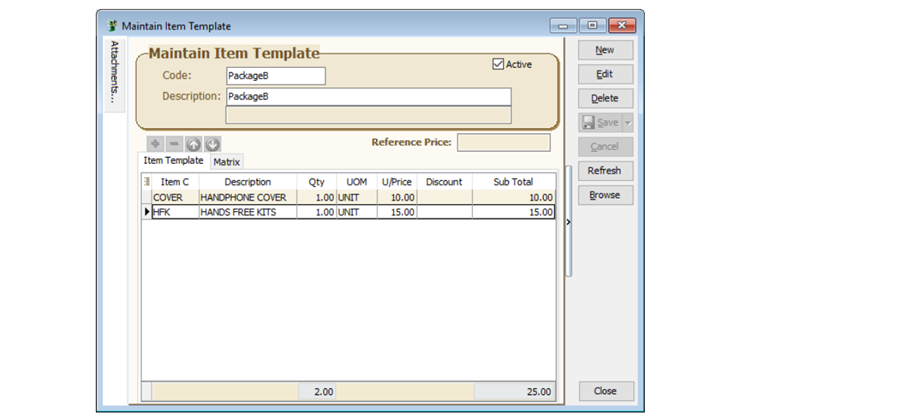 Maintain Item Template
Attachments...
Maintain Item Template
Active
Code: PackageB
Description: PackageB
Reference Price:
Item Template Matrix
Item C Description Qty UOM U/Price Discount Sub Total
COVER HANDPHONE COVER 1.00 UNIT 10.00 10.00
HFK HANDS FREE KITS 1.00 UNIT 15.00 15.00
2.00 25.00
New
Edit
Delete
Save
Cancel
Refresh
Browse
Close